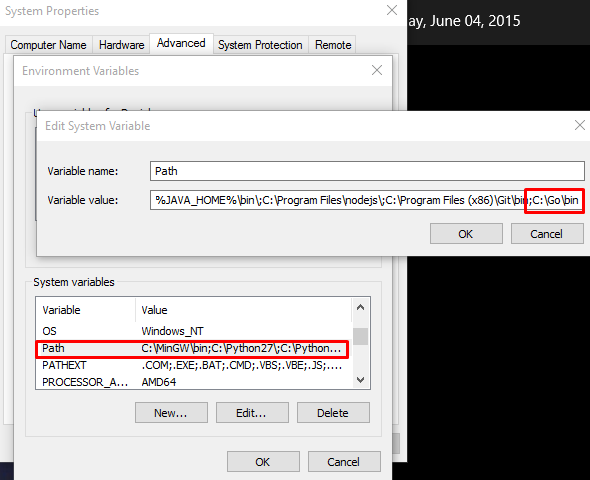 System Properties
ay, June 04, 2015
Computer Name Hardware Advanced System Protection Remote
Environment Variables
Edit System Variable
Variable name: Path
Variable value: %JAVA_HOME%\bin\;C:\Program Files\nodejs\;C:\Program Files (x86)\Git\bin;C:\Go\bin
OK Cancel
System variables
Variable Value
OS Windows_NT
Path C:\MinGW\bin;C:\Python27\;C:\Python...
PATHEXT .COM;.EXE;.BAT;.CMD;.VBS;.VBE;.JS;....
PROCESSOR_A... AMD64
New... Edit... Delete
OK Cancel